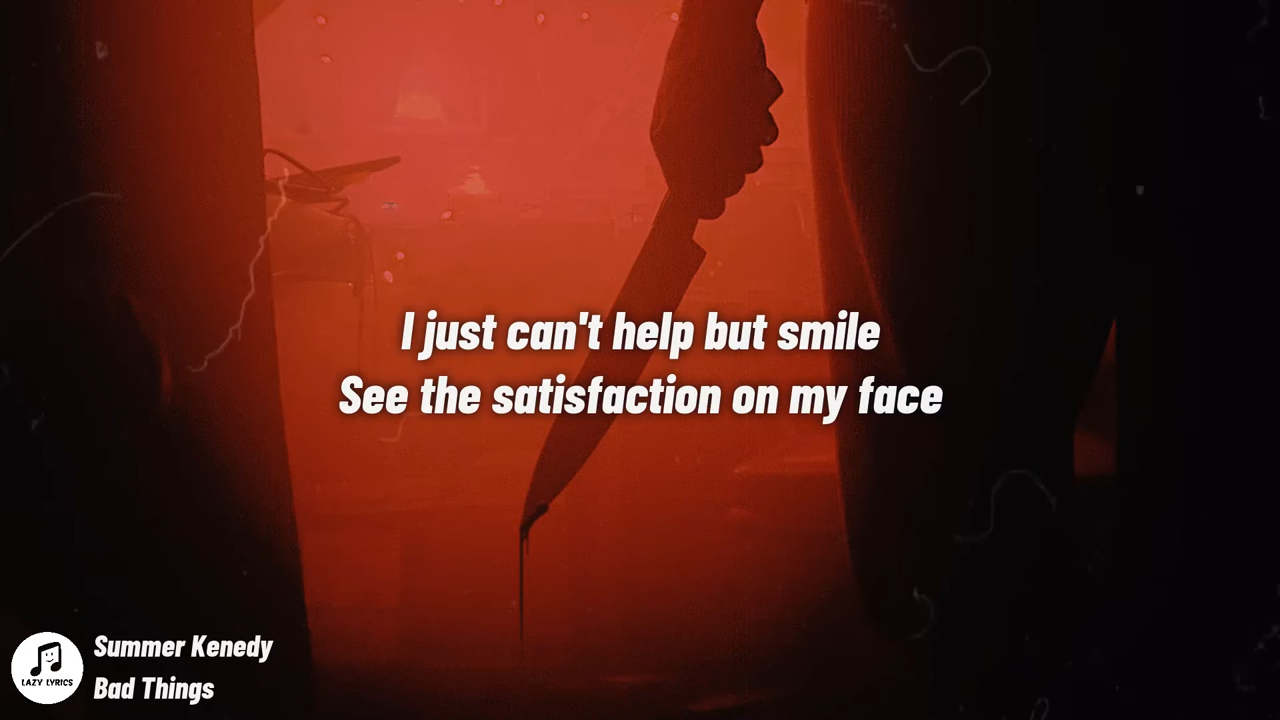 I just can't help but smile
See the satisfaction on my face
LAZY LYRICS
Summer Kenedy
Bad Things